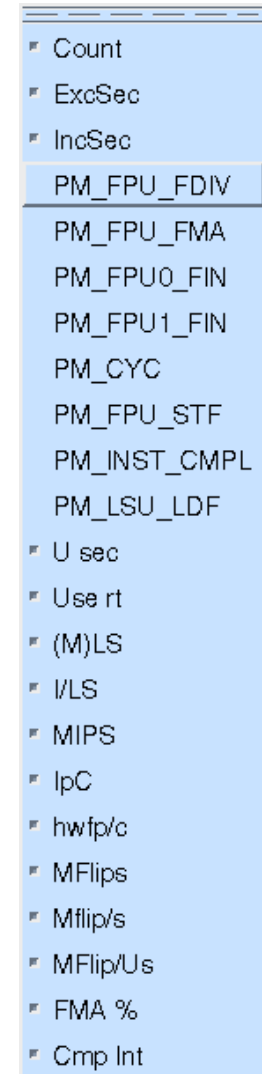 Count
ExcSec
IncSec
PM_FPU_FDIV
PM_FPU_FMA
PM_FPU0_FIN
PM_FPU1_FIN
PM_CYC
PM_FPU_STF
PM_INST_CMPL
PM_LSU_LDF
U sec
Use rt
(M)LS
I/LS
MIPS
IpC
hwfp/c
MFlips
Mflip/s
MFlip/Us
FMA %
Cmp Int